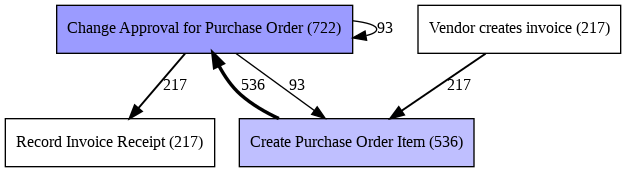 Change Approval for Purchase Order (722)
93
Vendor creates invoice (217)
217
536
93
217
Record Invoice Receipt (217)
Create Purchase Order Item (536)